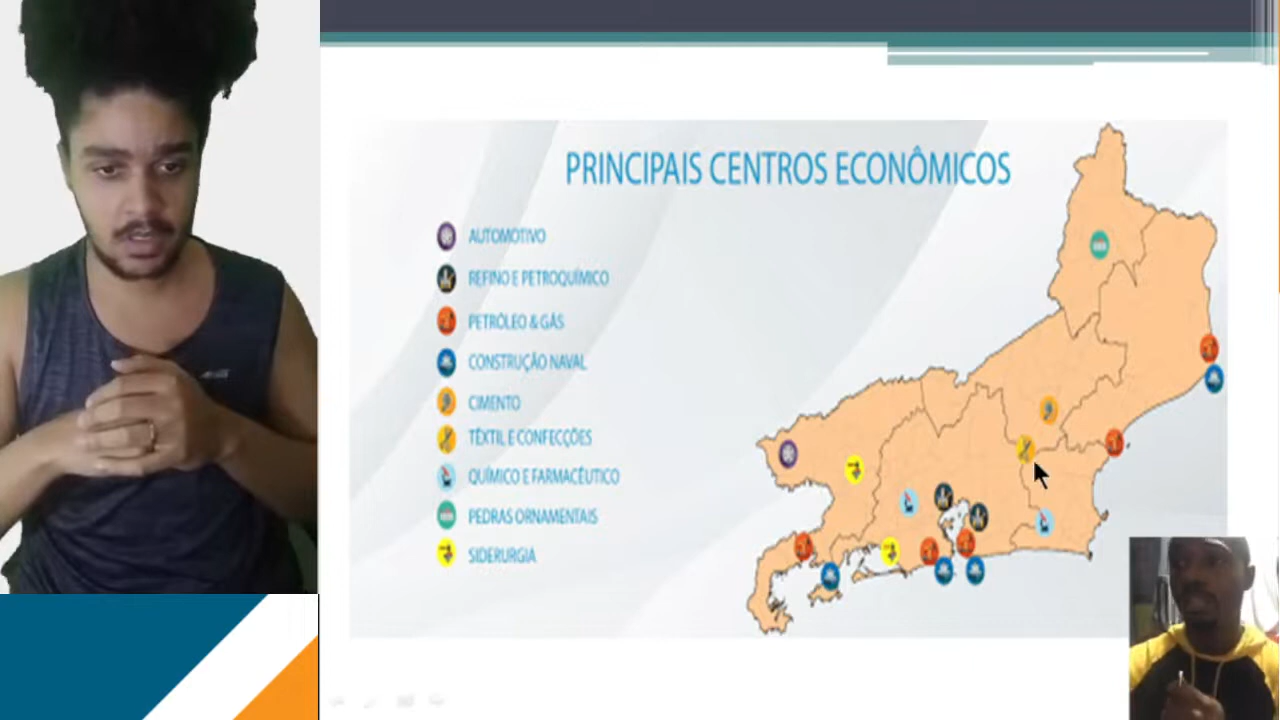 PRINCIPAIS CENTROS ECONÔMICOS
AUTOMOTIVO
REFINO E PETROQUÍMICO
PETRÓLEO & GÁS
CONSTRUÇÃO NAVAL
CIMENTO
TÊXTIL E CONFECÇÕES
QUÍMICO E FARMACÊUTICO
PEDRAS ORNAMENTAIS
SIDERURGIA